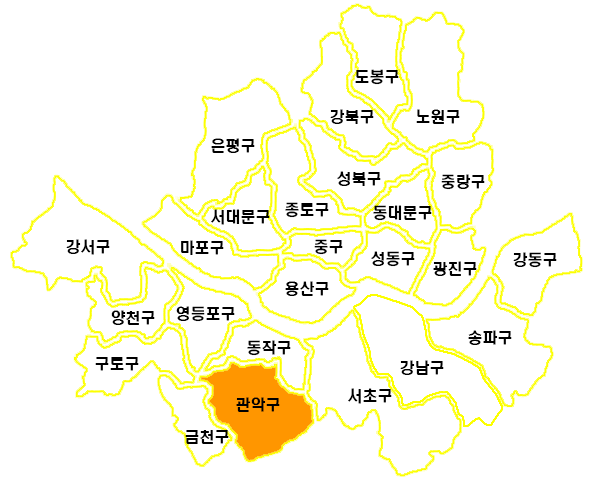 도봉구
강북구
노원구
은평구
성북구
중랑구
서대문구
종로구
동대문구
마포구
중구
강서구
성동구
광진구
강동구
용산구
양천구
영등포구
송파구
동작구
구토구
강남구
서초구
관악구
금천구